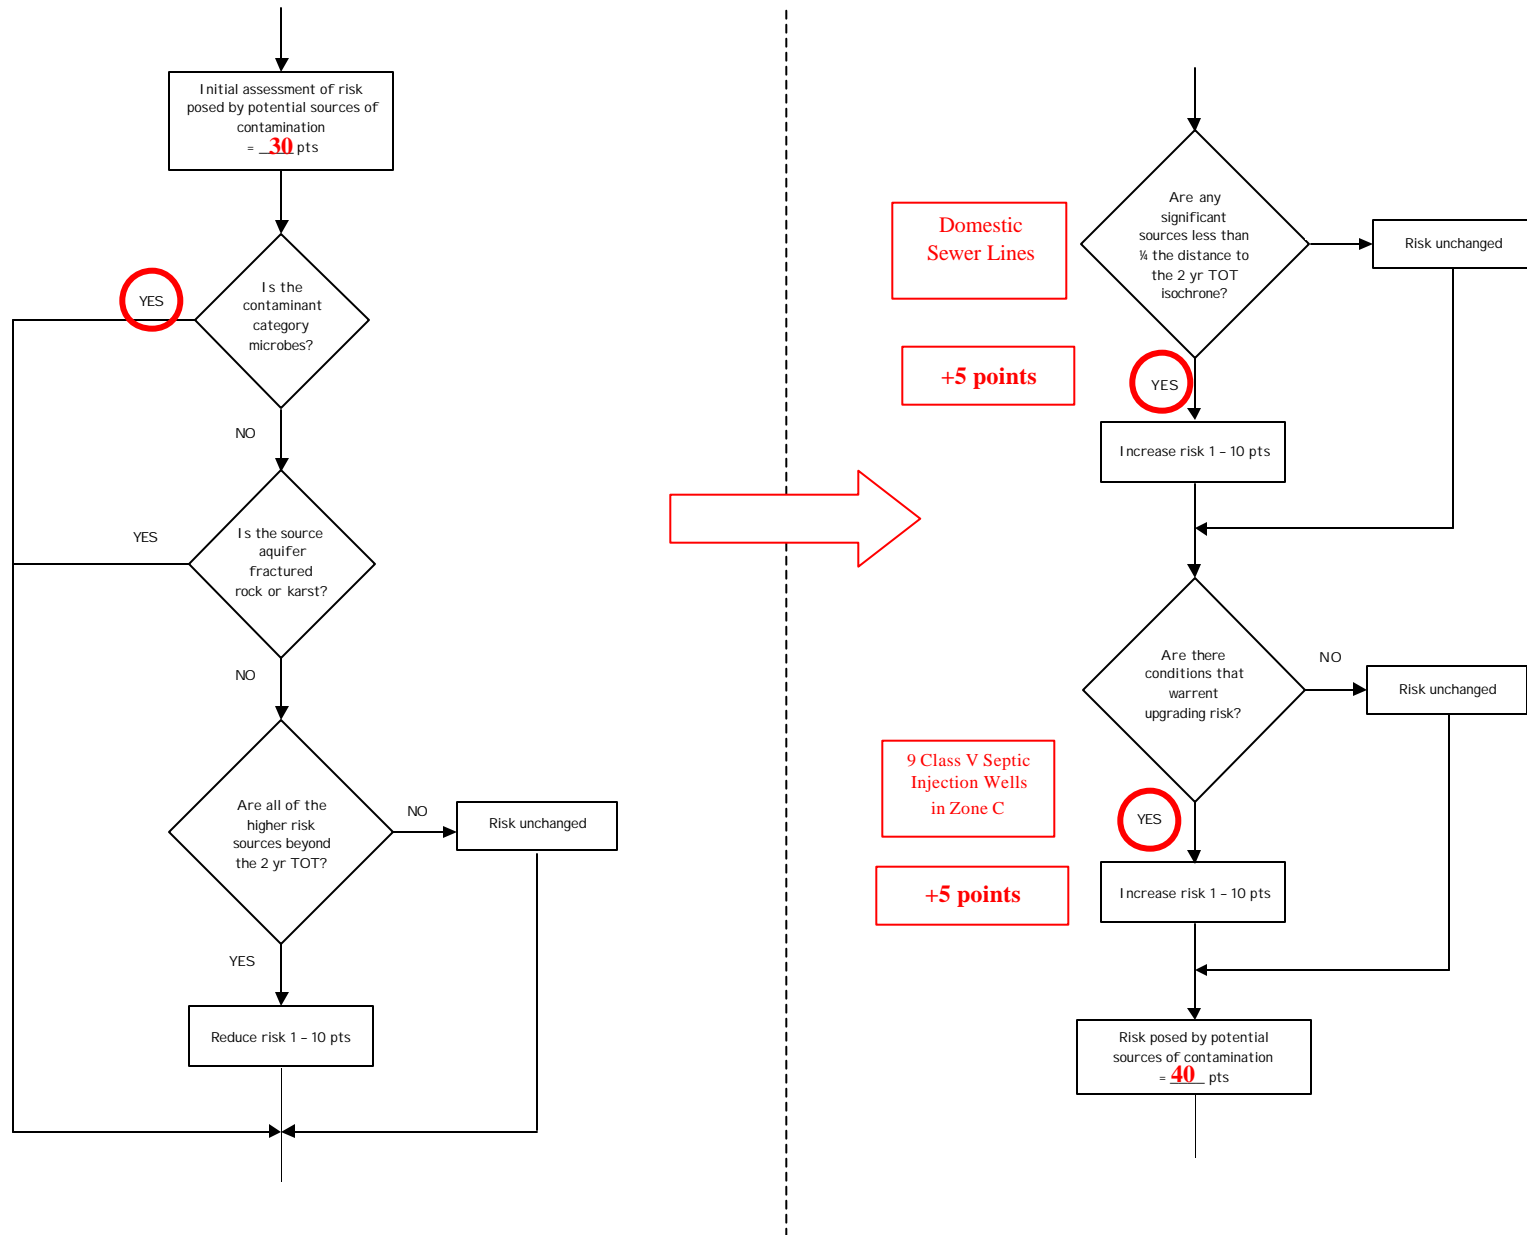 Initial assessment of risk
posed by potential sources of
contamination
= 30 pts
Is the
contaminant
category
microbes?
YES
NO
Is the source
aquifer
fractured
rock or karst?
YES
NO
Are all of the
higher risk
sources beyond
the 2 yr TOT?
NO
Risk unchanged
YES
Reduce risk 1 – 10 pts
Are any
significant
sources less than
¼ the distance to
the 2 yr TOT
isochrone?
Risk unchanged
Domestic
Sewer Lines
+5 points
YES
Increase risk 1 – 10 pts
Are there
conditions that
warrent
upgrading risk?
NO
Risk unchanged
9 Class V Septic
Injection Wells
in Zone C
YES
+5 points
Increase risk 1 – 10 pts
Risk posed by potential
sources of contamination
= 40 pts